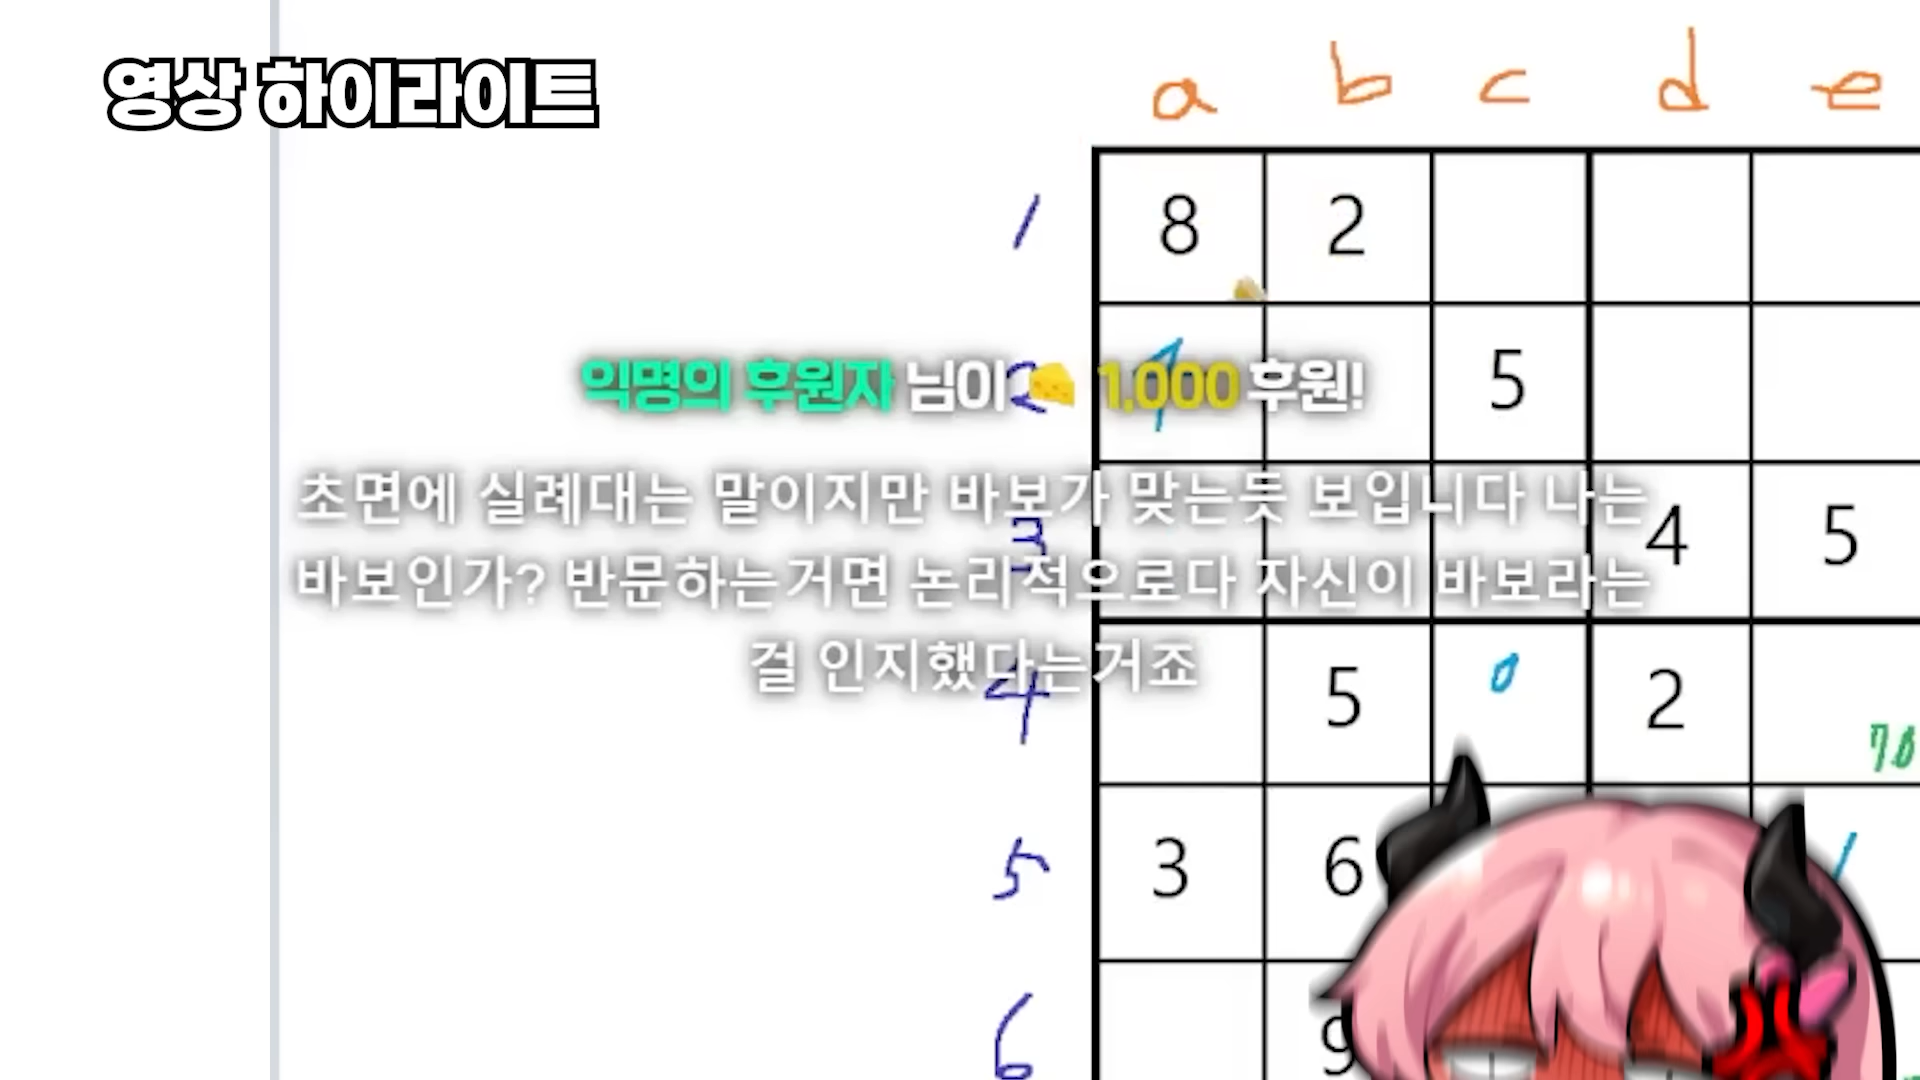 영상 하이라이트
a b c d e
1 8 2
익명의 후원자 님이 1,000 후원!
2 1 5
초면에 실례대는 말이지만 바보가 맞는듯 보입니다 나는
3 4 5
바보인가? 반문하는거면 논리적으로다 자신이 바보라는
걸 인지했다는거죠
4 5 0 2
78
5 3 6 1
6 9